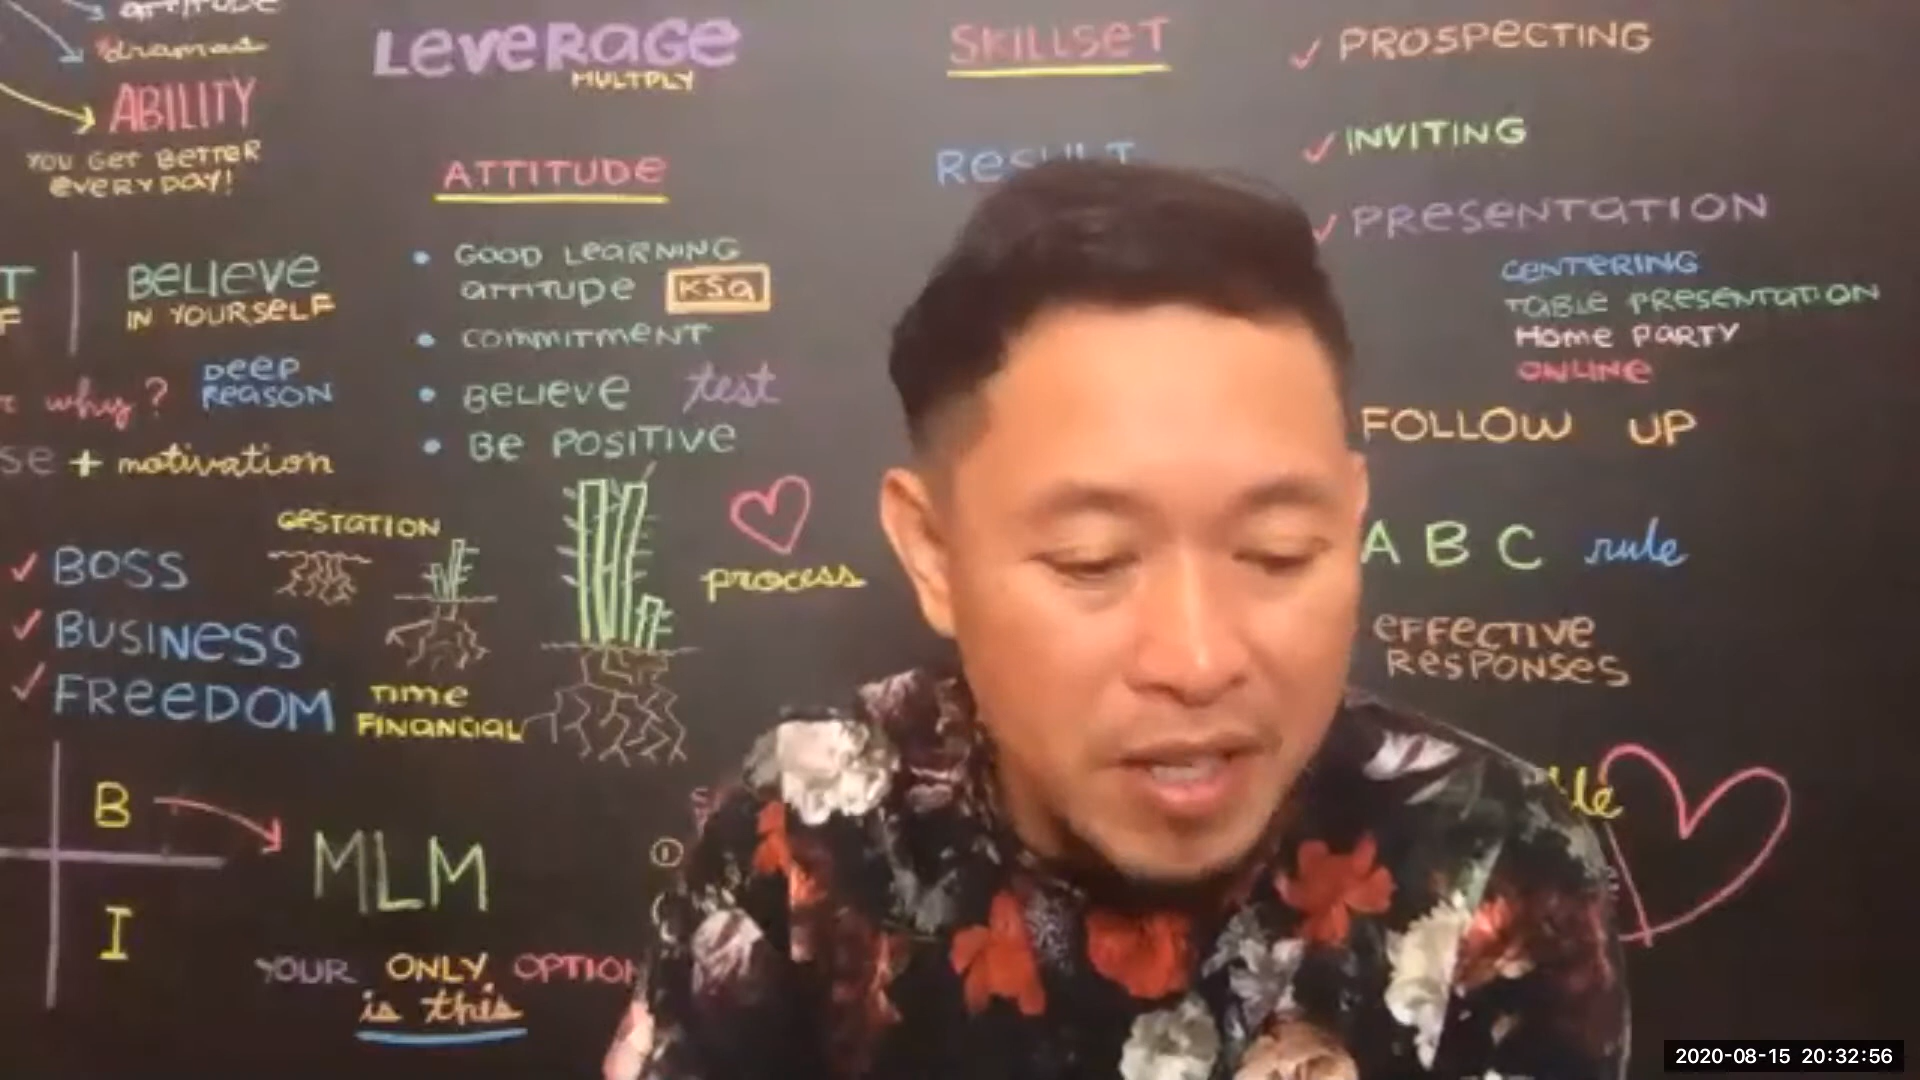 attitude
dramas
ABILITY
YOU GET BETTER
EVERYDAY!
BELIEVE
IN YOURSELF
why?
DEEP
REASON
+ motivation
GESTATION
BOSS
BUSINESS
FREEDOM
TIME
FINANCIAL
B
I
MLM
YOUR ONLY OPTION
is this
LEVERAGE
MULTPLY
ATTITUDE
GOOD LEARNING
ATTITUDE KSA
COMMITMENT
BELIEVE test
BE POSITIVE
process
SKILLSET
RESULT
PROSPECTING
INVITING
PRESENTATION
CENTERING
TABLE PRESENTATION
HOME PARTY
ONLINE
FOLLOW UP
A B C rule
EFFECTIVE
RESPONSES
2020-08-15 20:32:56